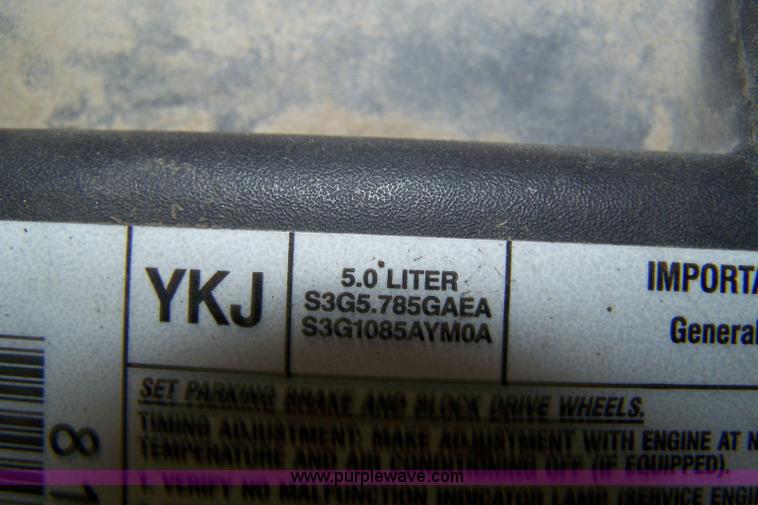 YKJ
5.0 LITER
S3G5.785GAEA
S3G1085AYM0A
IMPORTA
General
SET PARKING BRAKE AND BLOCK DRIVE WHEELS.
TIMING ADJUSTMENT: MAKE ADJUSTMENT WITH ENGINE AT N
TEMPERATURE AND AIR CONDITIONING OFF (IF EQUIPPED).
1. VERIFY NO MALFUNCTION INDICATOR LAMP (SERVICE ENGIN
81
www.purplewave.com